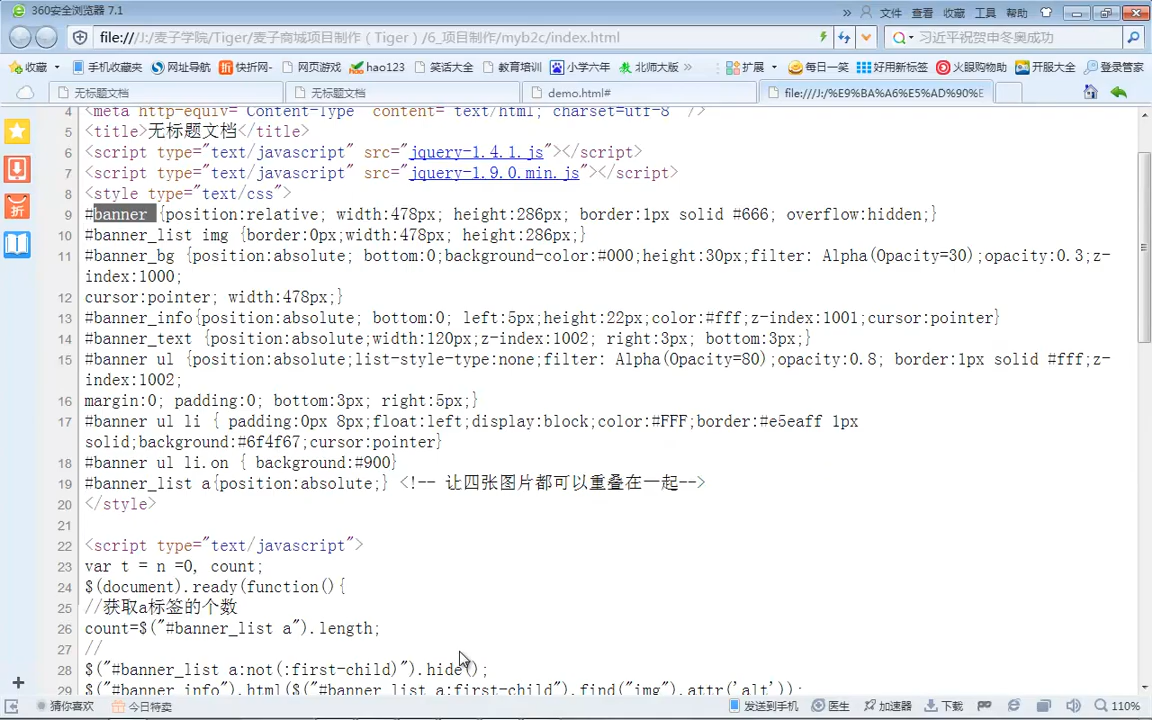 360安全浏览器 7.1
» 文件 查看 收藏 工具 帮助
file:///J:/麦子学院/Tiger/麦子商城项目制作（Tiger）/6_项目制作/myb2c/index.html
习近平祝贺申冬奥成功
收藏 手机收藏夹 网址导航 快折网- 网页游戏 hao123 笑话大全 教育培训 小学六年 北师大版 » 扩展 每日一笑 好用新标签 火眼购物助 开服大全 登录管家
无标题文档 无标题文档 demo.html# file:///J:/%E9%BA%A6%E5%AD%90%E
4 <meta http-equiv="Content-Type" content="text/html; charset=utf-8" />
5 <title>无标题文档</title>
6 <script type="text/javascript" src="jquery-1.4.1.js"></script>
7 <script type="text/javascript" src="jquery-1.9.0.min.js"></script>
8 <style type="text/css">
9 #banner {position:relative; width:478px; height:286px; border:1px solid #666; overflow:hidden;}
10 #banner_list img {border:0px;width:478px; height:286px;}
11 #banner_bg {position:absolute; bottom:0;background-color:#000;height:30px;filter: Alpha(Opacity=30);opacity:0.3;z-
index:1000;
12 cursor:pointer; width:478px;}
13 #banner_info{position:absolute; bottom:0; left:5px;height:22px;color:#fff;z-index:1001;cursor:pointer}
14 #banner_text {position:absolute;width:120px;z-index:1002; right:3px; bottom:3px;}
15 #banner ul {position:absolute;list-style-type:none;filter: Alpha(Opacity=80);opacity:0.8; border:1px solid #fff;z-
index:1002;
16 margin:0; padding:0; bottom:3px; right:5px;}
17 #banner ul li { padding:0px 8px;float:left;display:block;color:#FFF;border:#e5eaff 1px
solid;background:#6f4f67;cursor:pointer}
18 #banner ul li.on { background:#900}
19 #banner_list a{position:absolute;} <!-- 让四张图片都可以重叠在一起-->
20 </style>
21
22 <script type="text/javascript">
23 var t = n =0, count;
24 $(document).ready(function(){
25 //获取a标签的个数
26 count=$("#banner_list a").length;
27 //
28 $("#banner_list a:not(:first-child)").hide();
29 $("#banner_info").html($("#banner_list a:first-child").find("img").attr('alt'));
猜你喜欢 今日特卖 发送到手机 医生 加速器 下载 110%